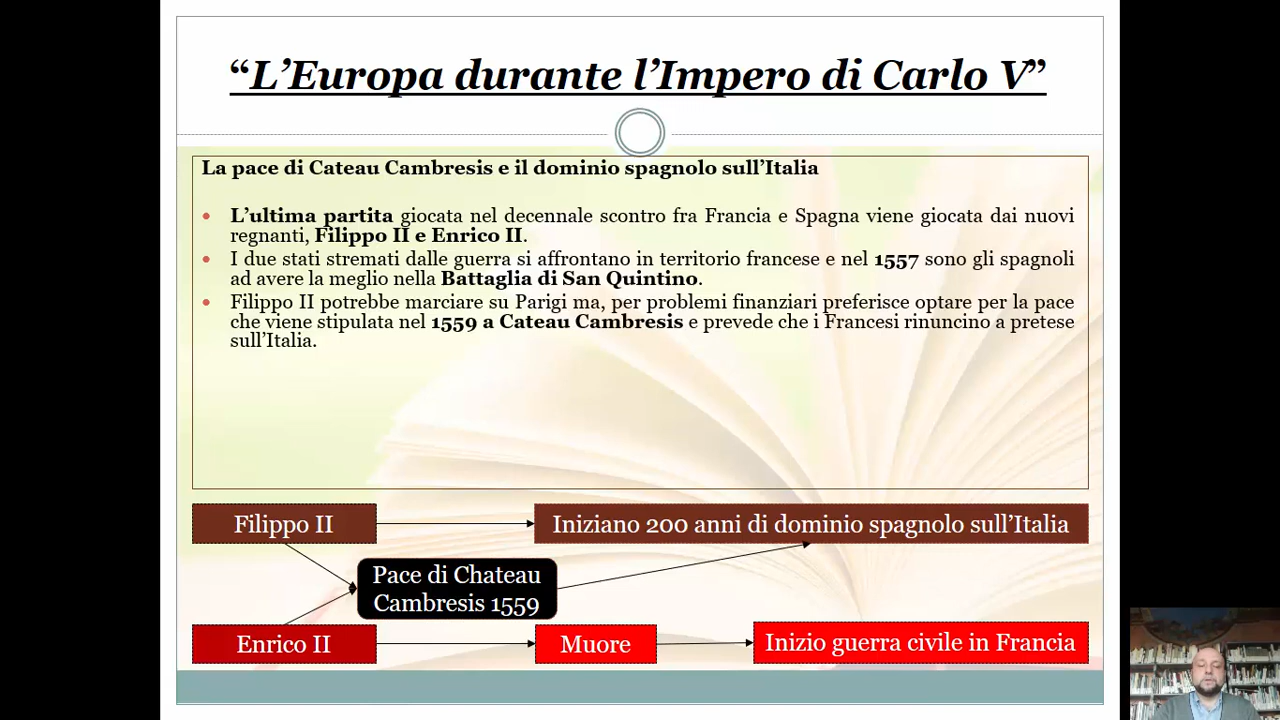 “L’Europa durante l’Impero di Carlo V”
La pace di Cateau Cambresis e il dominio spagnolo sull’Italia
• L’ultima partita giocata nel decennale scontro fra Francia e Spagna viene giocata dai nuovi
regnanti, Filippo II e Enrico II.
• I due stati stremati dalle guerra si affrontano in territorio francese e nel 1557 sono gli spagnoli
ad avere la meglio nella Battaglia di San Quintino.
• Filippo II potrebbe marciare su Parigi ma, per problemi finanziari preferisce optare per la pace
che viene stipulata nel 1559 a Cateau Cambresis e prevede che i Francesi rinuncino a pretese
sull’Italia.
Filippo II
Iniziano 200 anni di dominio spagnolo sull’Italia
Pace di Chateau
Cambresis 1559
Enrico II
Muore
Inizio guerra civile in Francia